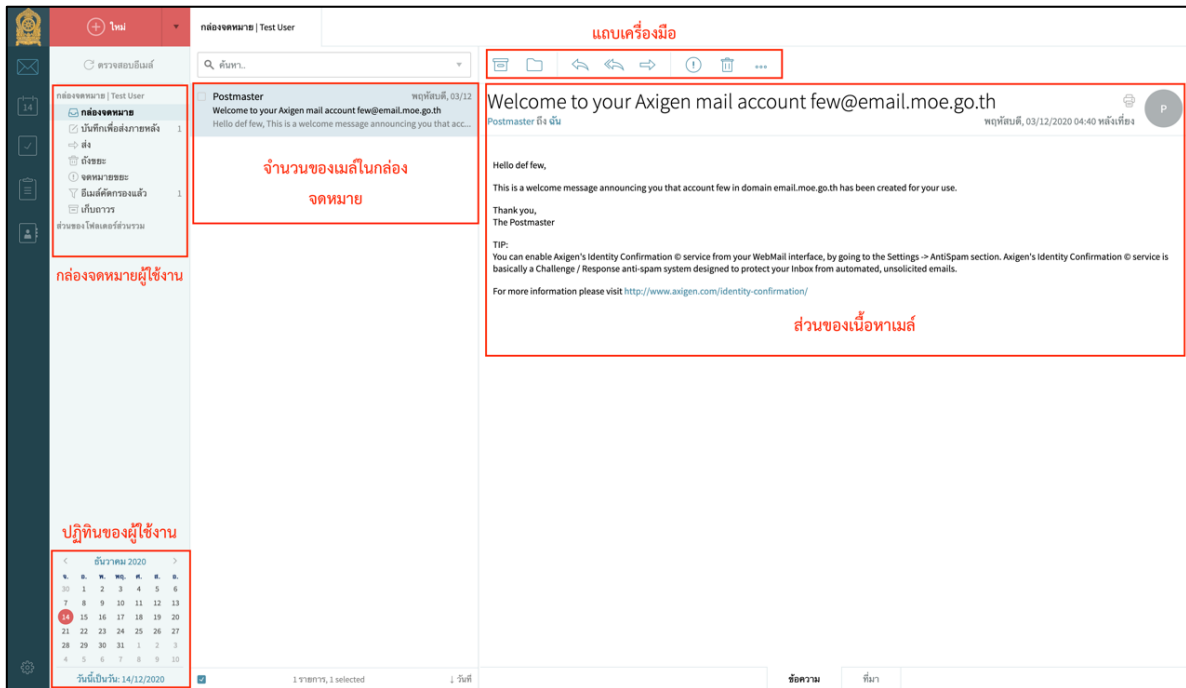 ใหม่
กล่องจดหมาย | Test User
แถบเครื่องมือ
ตรวจสอบอีเมล์
ค้นหา..
กล่องจดหมาย | Test User
กล่องจดหมาย
บันทึกเพื่อส่งภายหลัง 1
ส่ง
ถังขยะ
จดหมายขยะ
อีเมล์คัดกรองแล้ว 1
เก็บถาวร
ส่วนของโฟลเดอร์ส่วนรวม
กล่องจดหมายผู้ใช้งาน
14
Postmaster พฤหัสบดี, 03/12
Welcome to your Axigen mail account few@email.moe.go.th
Hello def few, This is a welcome message announcing you that acc...
จำนวนของเมล์ในกล่อง
จดหมาย
Welcome to your Axigen mail account few@email.moe.go.th
P
Postmaster ถึง ฉัน พฤหัสบดี, 03/12/2020 04:40 หลังเที่ยง
Hello def few,
This is a welcome message announcing you that account few in domain email.moe.go.th has been created for your use.
Thank you,
The Postmaster
TIP:
You can enable Axigen's Identity Confirmation © service from your WebMail interface, by going to the Settings -> AntiSpam section. Axigen's Identity Confirmation © service is
basically a Challenge / Response anti-spam system designed to protect your Inbox from automated, unsolicited emails.
For more information please visit http://www.axigen.com/identity-confirmation/
ส่วนของเนื้อหาเมล์
ปฏิทินของผู้ใช้งาน
ธันวาคม 2020
จ. อ. พ. พฤ. ศ. ส. อ.
30 1 2 3 4 5 6
7 8 9 10 11 12 13
14 15 16 17 18 19 20
21 22 23 24 25 26 27
28 29 30 31 1 2 3
4 5 6 7 8 9 10
วันนี้เป็นวัน: 14/12/2020
1 รายการ, 1 selected ↓ วันที่
ข้อความ ที่มา